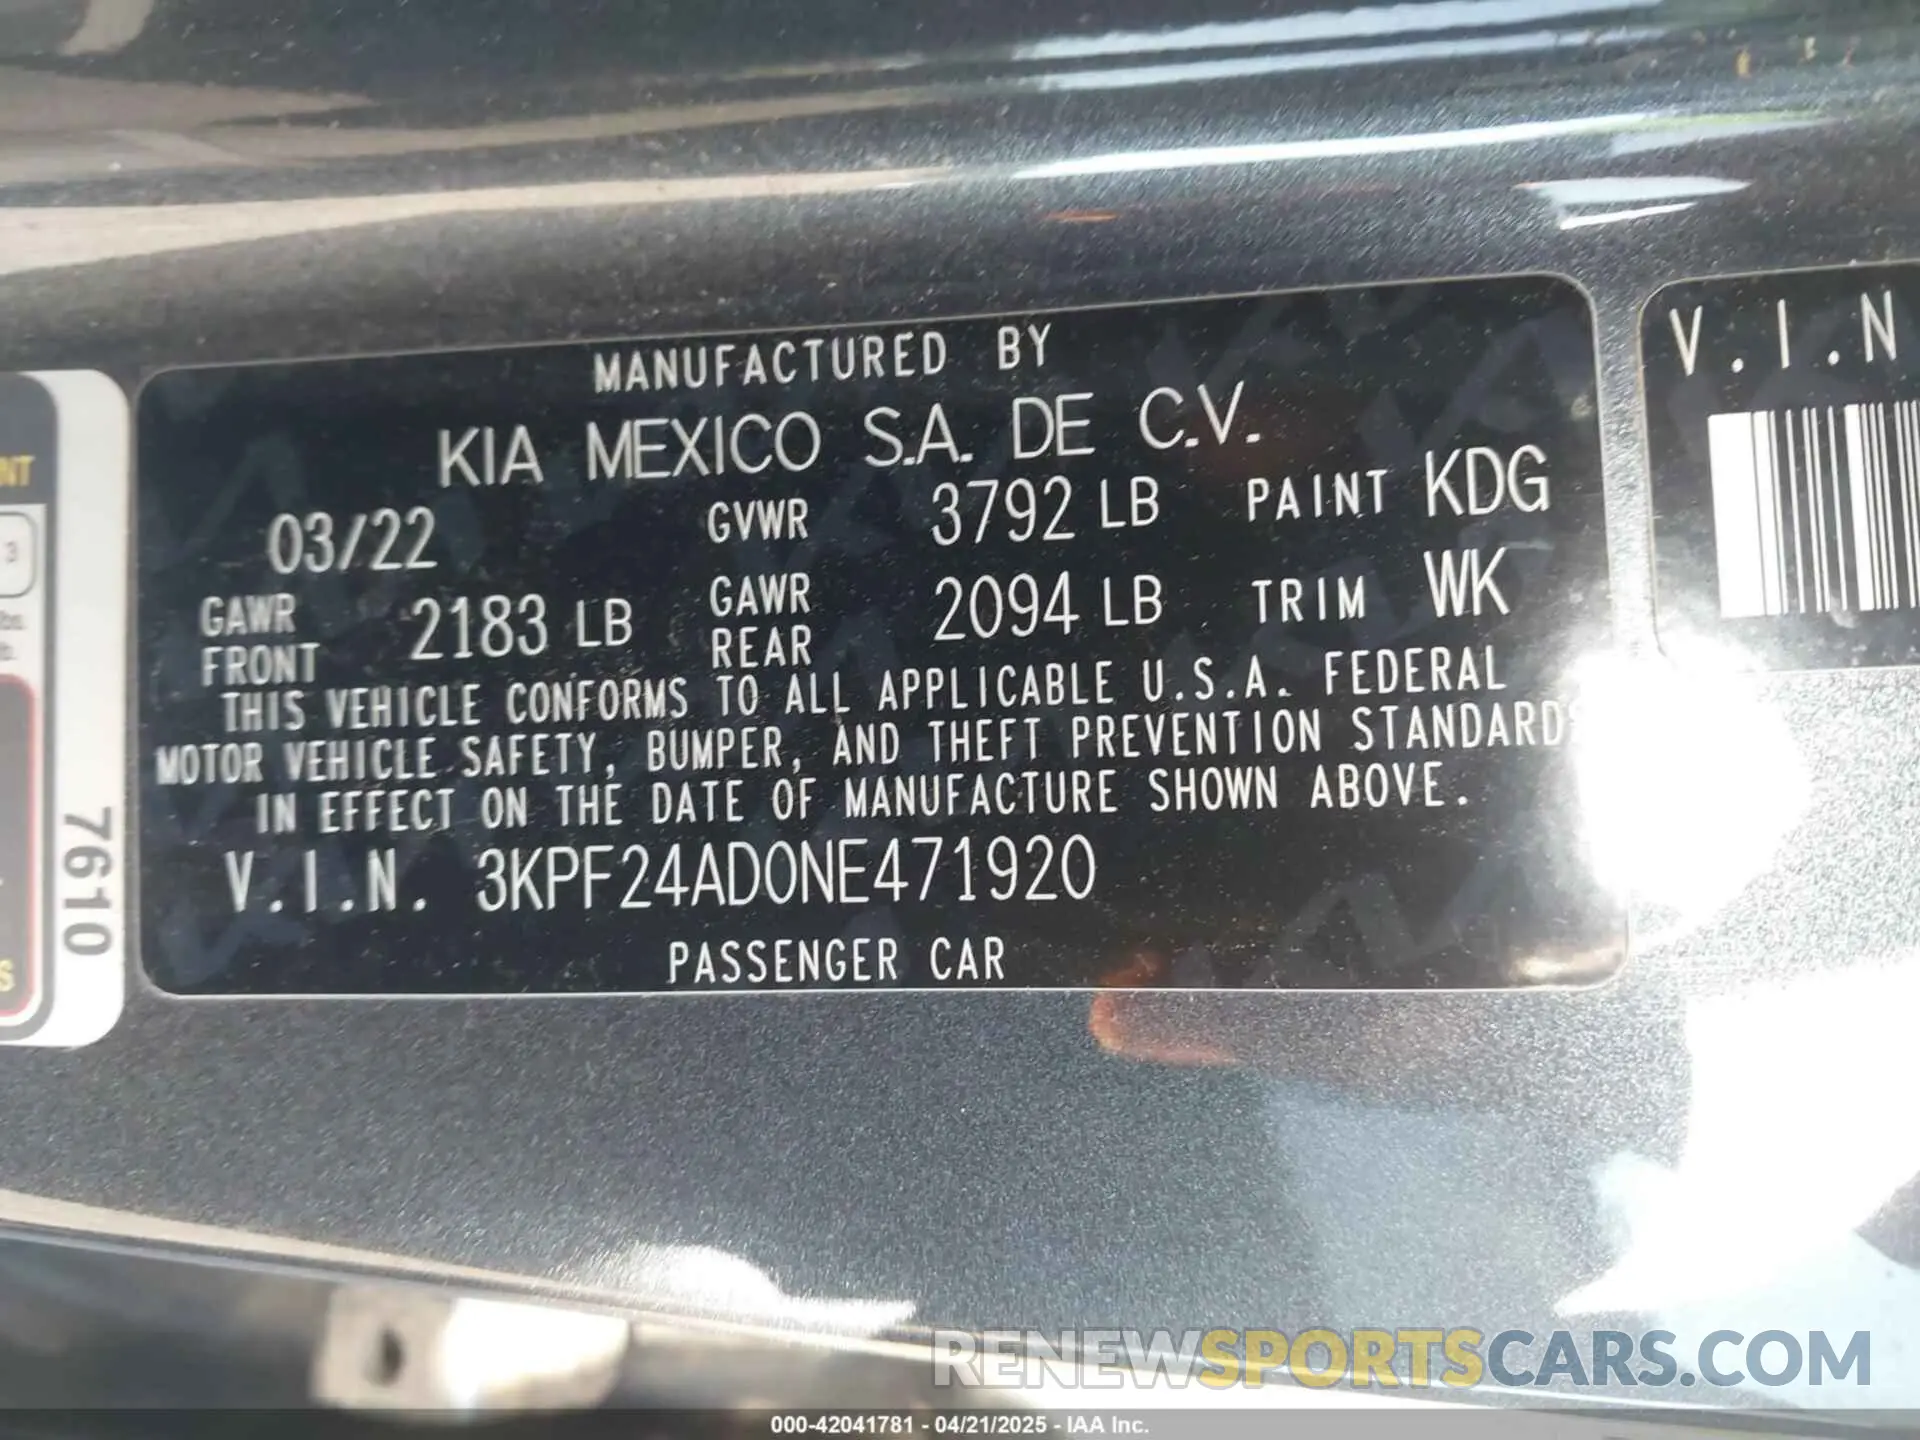 MANUFACTURED BY
KIA MEXICO S.A. DE C.V.
03/22 GVWR 3792 LB PAINT KDG
GAWR FRONT 2183 LB GAWR REAR 2094 LB TRIM WK
THIS VEHICLE CONFORMS TO ALL APPLICABLE U.S.A. FEDERAL
MOTOR VEHICLE SAFETY, BUMPER, AND THEFT PREVENTION STANDARDS
IN EFFECT ON THE DATE OF MANUFACTURE SHOWN ABOVE.
V.I.N. 3KPF24AD0NE471920
PASSENGER CAR
V.I.N
NT
3
7610
S
RENEWSPORTSCARS.COM
000-42041781 - 04/21/2025 - IAA Inc.